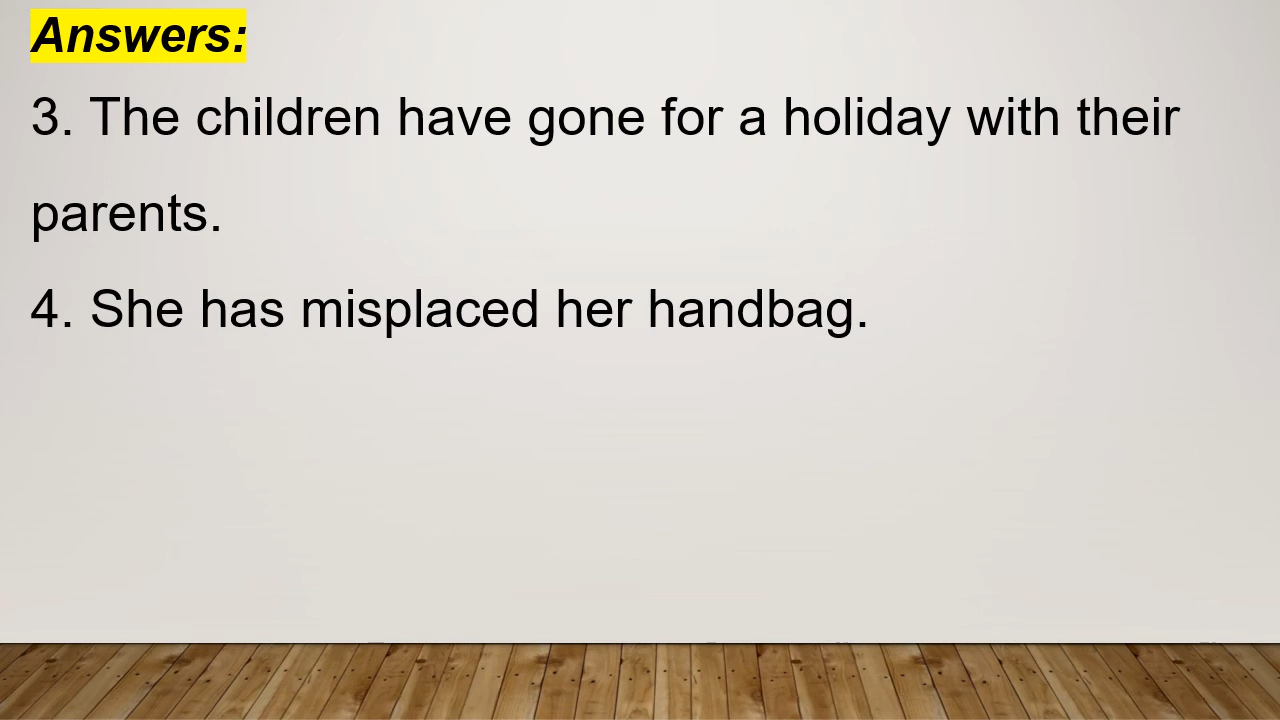 Answers:
3. The children have gone for a holiday with their
parents.
4. She has misplaced her handbag.